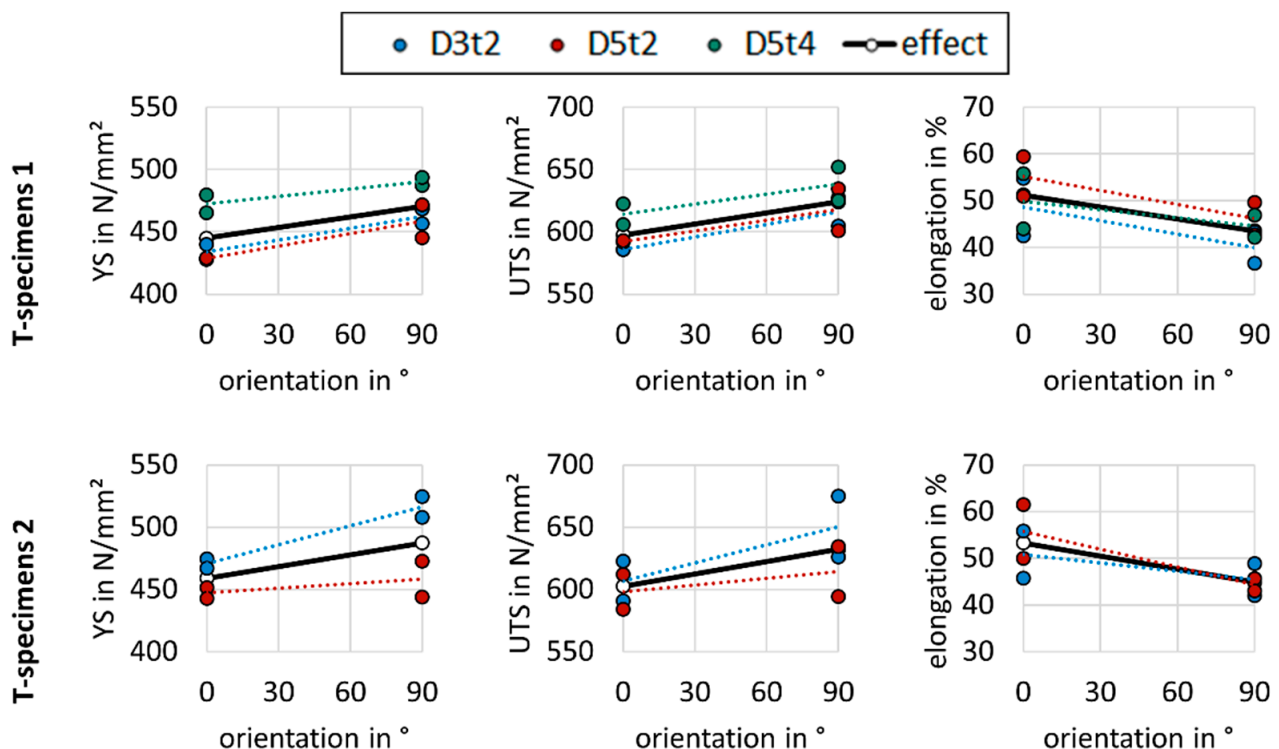 D3t2 D5t2 D5t4 effect
T-specimens 1
YS in N/mm²
550
500
450
400
0 30 60 90
orientation in °
UTS in N/mm²
700
650
600
550
0 30 60 90
orientation in °
elongation in %
70
60
50
40
30
0 30 60 90
orientation in °
T-specimens 2
YS in N/mm²
550
500
450
400
0 30 60 90
orientation in °
UTS in N/mm²
700
650
600
550
0 30 60 90
orientation in °
elongation in %
70
60
50
40
30
0 30 60 90
orientation in °